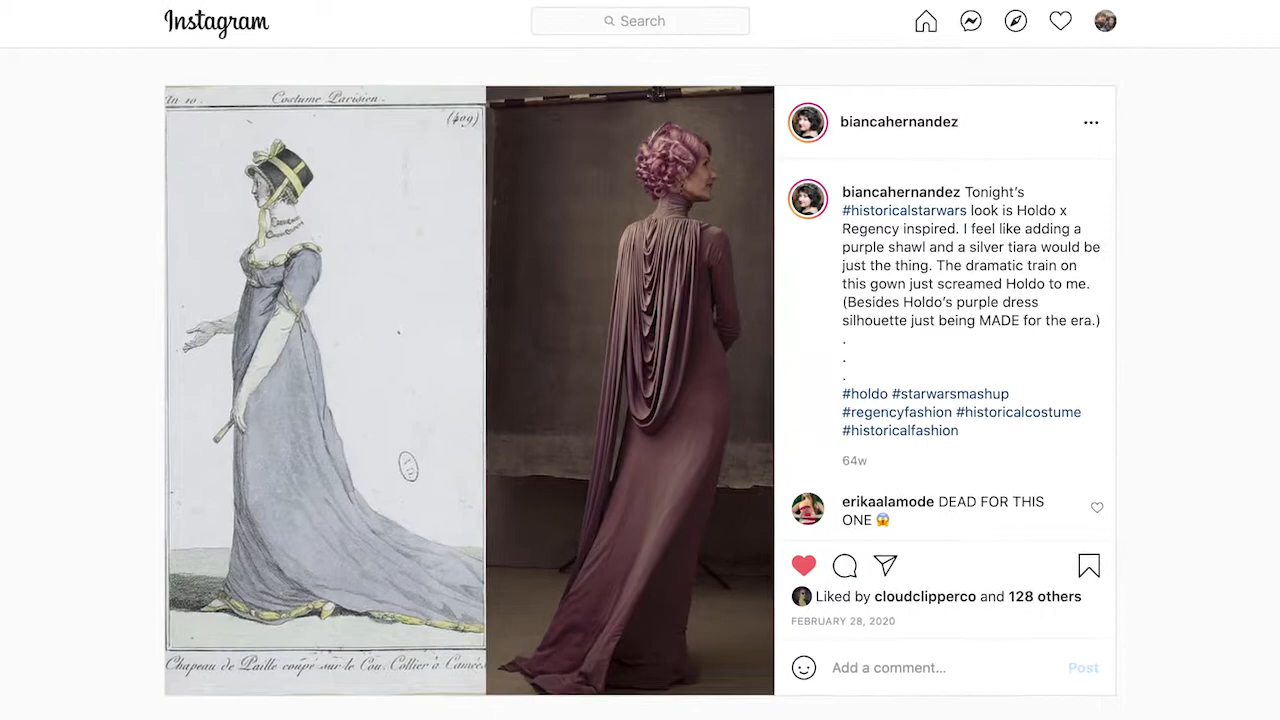 Instagram
Search
An 10.
Costume Parisien.
(409)
Chapeau de Paille coupé sur le Cou. Collier à Camées
biancahernandez
biancahernandez Tonight's
#historicalstarwars look is Holdo x
Regency inspired. I feel like adding a
purple shawl and a silver tiara would be
just the thing. The dramatic train on
this gown just screamed Holdo to me.
(Besides Holdo's purple dress
silhouette just being MADE for the era.)
.
.
.
#holdo #starwarsmashup
#regencyfashion #historicalcostume
#historicalfashion
64w
erikaalamode DEAD FOR THIS
ONE 😱
Liked by cloudclipperco and 128 others
FEBRUARY 28, 2020
Add a comment...
Post